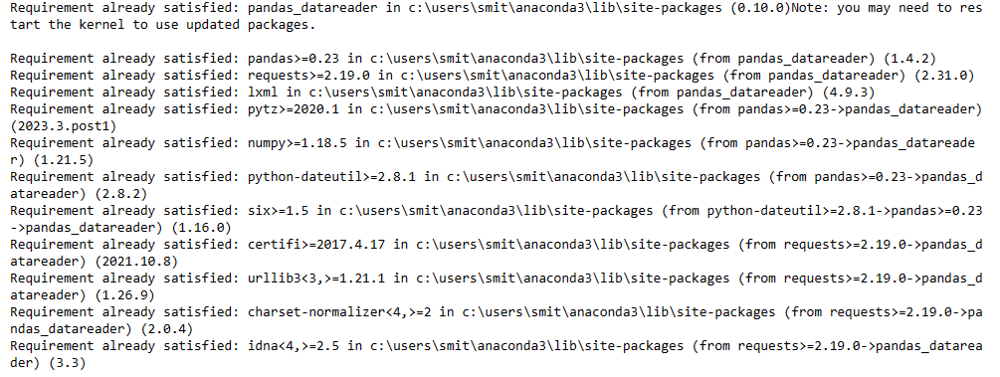 Requirement already satisfied: pandas_datareader in c:\users\smit\anaconda3\lib\site-packages (0.10.0)Note: you may need to res
tart the kernel to use updated packages.

Requirement already satisfied: pandas>=0.23 in c:\users\smit\anaconda3\lib\site-packages (from pandas_datareader) (1.4.2)
Requirement already satisfied: requests>=2.19.0 in c:\users\smit\anaconda3\lib\site-packages (from pandas_datareader) (2.31.0)
Requirement already satisfied: lxml in c:\users\smit\anaconda3\lib\site-packages (from pandas_datareader) (4.9.3)
Requirement already satisfied: pytz>=2020.1 in c:\users\smit\anaconda3\lib\site-packages (from pandas>=0.23->pandas_datareader)
(2023.3.post1)
Requirement already satisfied: numpy>=1.18.5 in c:\users\smit\anaconda3\lib\site-packages (from pandas>=0.23->pandas_datareade
r) (1.21.5)
Requirement already satisfied: python-dateutil>=2.8.1 in c:\users\smit\anaconda3\lib\site-packages (from pandas>=0.23->pandas_d
atareader) (2.8.2)
Requirement already satisfied: six>=1.5 in c:\users\smit\anaconda3\lib\site-packages (from python-dateutil>=2.8.1->pandas>=0.23
->pandas_datareader) (1.16.0)
Requirement already satisfied: certifi>=2017.4.17 in c:\users\smit\anaconda3\lib\site-packages (from requests>=2.19.0->pandas_d
atareader) (2021.10.8)
Requirement already satisfied: urllib3<3,>=1.21.1 in c:\users\smit\anaconda3\lib\site-packages (from requests>=2.19.0->pandas_d
atareader) (1.26.9)
Requirement already satisfied: charset-normalizer<4,>=2 in c:\users\smit\anaconda3\lib\site-packages (from requests>=2.19.0->pa
ndas_datareader) (2.0.4)
Requirement already satisfied: idna<4,>=2.5 in c:\users\smit\anaconda3\lib\site-packages (from requests>=2.19.0->pandas_datarea
der) (3.3)